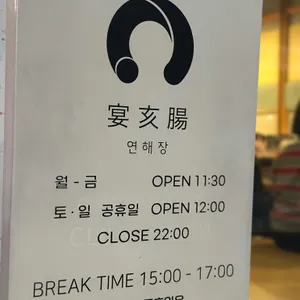 宴亥腸
연해장
월 - 금 OPEN 11:30
토 · 일 공휴일 OPEN 12:00
CLOSE 22:00
BREAK TIME 15:00 - 17:00